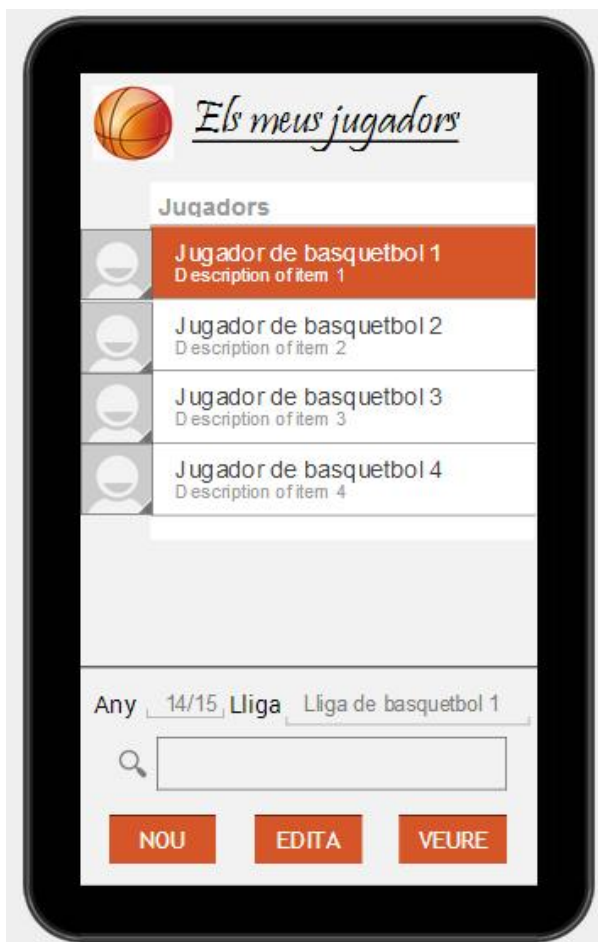 Els meus jugadors
Jugadors
Jugador de basquetbol 1
Description of item 1
Jugador de basquetbol 2
Description of item 2
Jugador de basquetbol 3
Description of item 3
Jugador de basquetbol 4
Description of item 4
Any 14/15 Lliga Lliga de basquetbol 1
NOU EDITA VEURE